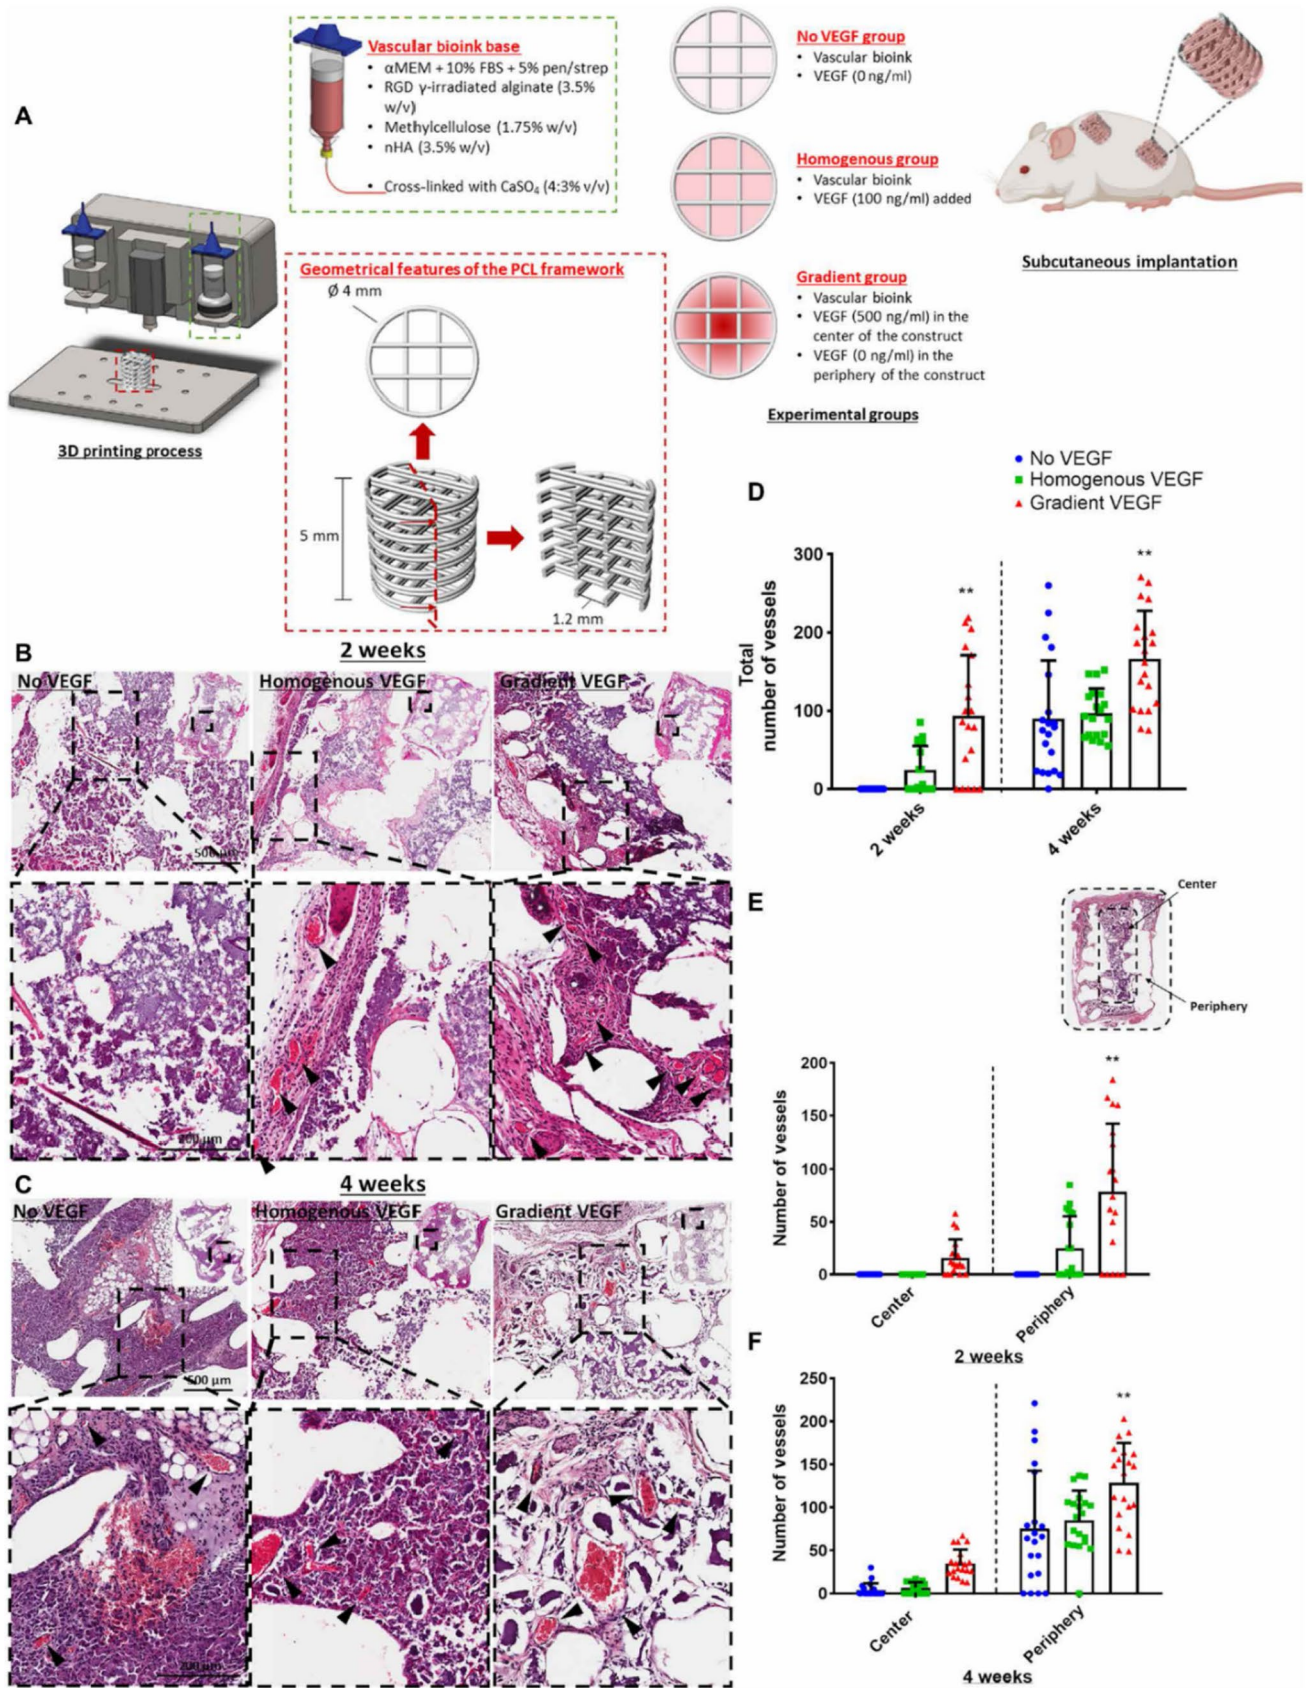 A
Vascular bioink base
• αMEM + 10% FBS + 5% pen/strep
• RGD γ-irradiated alginate (3.5%
w/v)
• Methylcellulose (1.75% w/v)
• nHA (3.5% w/v)
• Cross-linked with CaSO4 (4:3% v/v)
3D printing process
Geometrical features of the PCL framework
Ø 4 mm
5 mm
1.2 mm
No VEGF group
• Vascular bioink
• VEGF (0 ng/ml)
Homogenous group
• Vascular bioink
• VEGF (100 ng/ml) added
Gradient group
• Vascular bioink
• VEGF (500 ng/ml) in the
center of the construct
• VEGF (0 ng/ml) in the
periphery of the construct
Experimental groups
Subcutaneous implantation
B
2 weeks
No VEGF
Homogenous VEGF
Gradient VEGF
500 µm
200 µm
C
4 weeks
No VEGF
Homogenous VEGF
Gradient VEGF
500 µm
200 µm
D
No VEGF
Homogenous VEGF
Gradient VEGF
Total
number of vessels
300
200
100
0
**
**
2 weeks
4 weeks
E
Center
Periphery
Number of vessels
200
150
100
50
0
**
Center
Periphery
2 weeks
F
Number of vessels
250
200
150
100
50
0
**
Center
Periphery
4 weeks